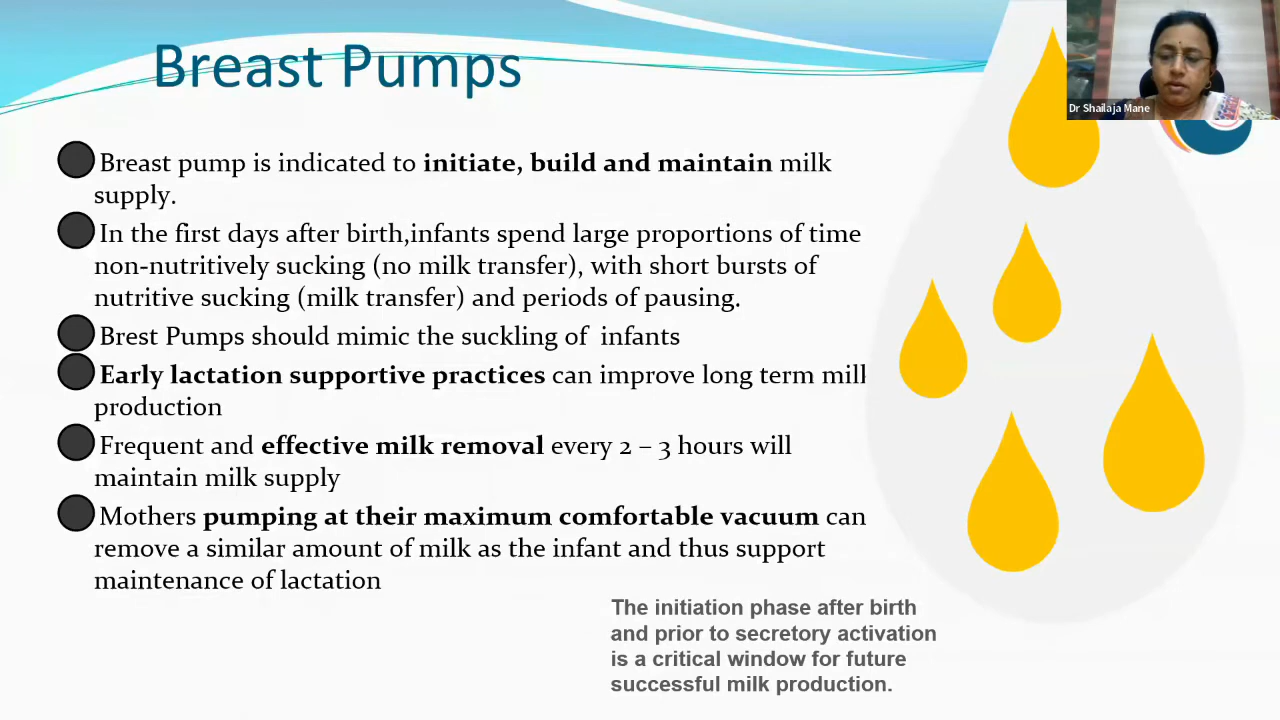 Breast Pumps
Dr Shailaja Mane
Breast pump is indicated to initiate, build and maintain milk
supply.
In the first days after birth,infants spend large proportions of time
non-nutritively sucking (no milk transfer), with short bursts of
nutritive sucking (milk transfer) and periods of pausing.
Brest Pumps should mimic the suckling of infants
Early lactation supportive practices can improve long term milk
production
Frequent and effective milk removal every 2 – 3 hours will
maintain milk supply
Mothers pumping at their maximum comfortable vacuum can
remove a similar amount of milk as the infant and thus support
maintenance of lactation
The initiation phase after birth
and prior to secretory activation
is a critical window for future
successful milk production.